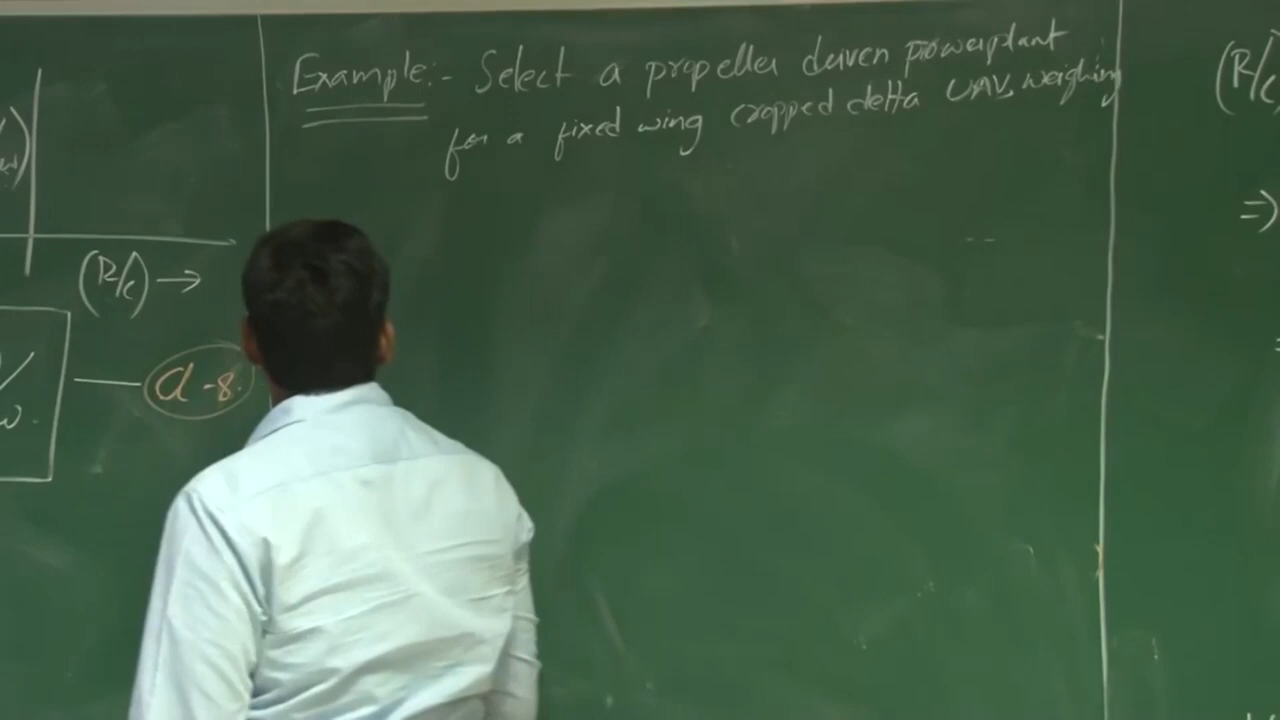 Example:- Select a propeller driven powerplant
for a fixed wing cropped delta UAV, weighing
(R/C
⇒
(R/C) →
a-8.
w.